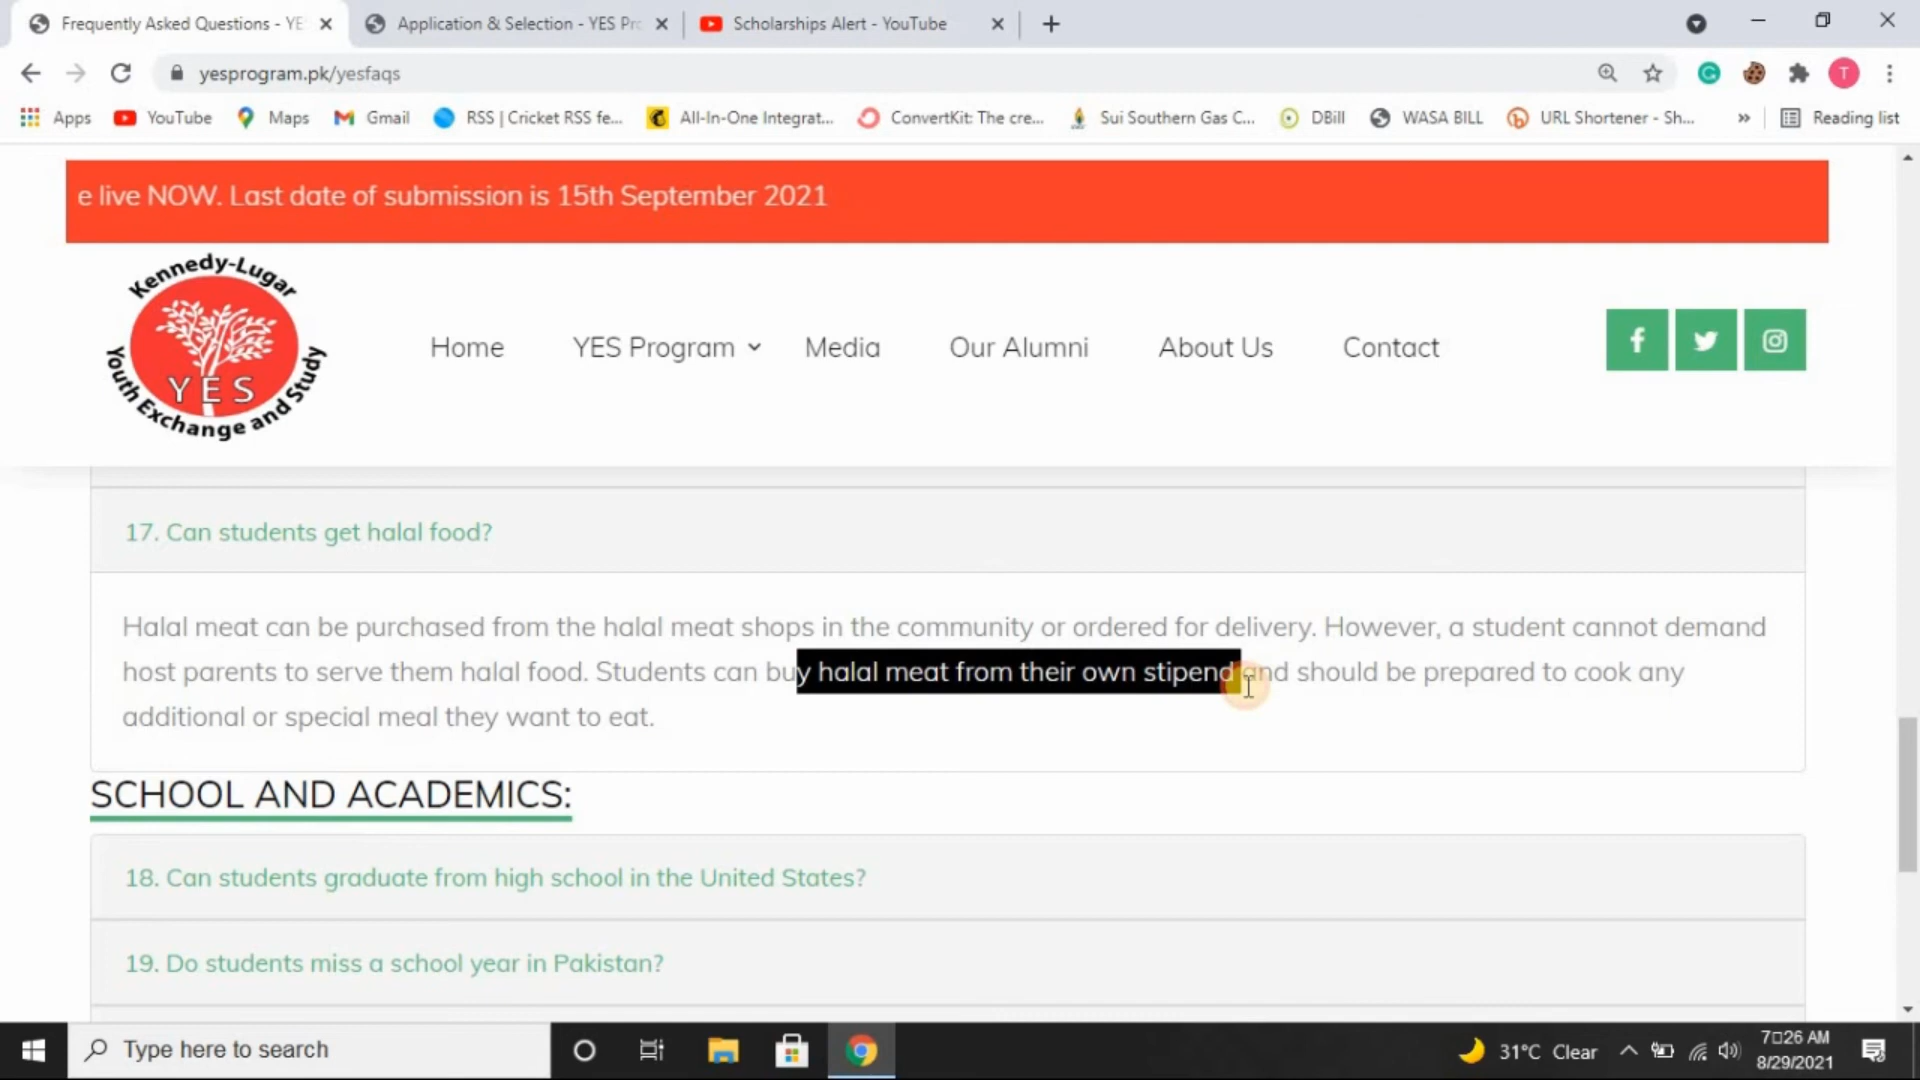 Frequently Asked Questions - YE
Application & Selection - YES Pr
Scholarships Alert - YouTube
yesprogram.pk/yesfaqs
T
Apps
YouTube
Maps
Gmail
RSS | Cricket RSS fe...
All-In-One Integrat...
ConvertKit: The cre...
Sui Southern Gas C...
DBill
WASA BILL
URL Shortener - Sh...
»
Reading list
e live NOW. Last date of submission is 15th September 2021
Kennedy-Lugar
YES
Youth Exchange and Study
Home
YES Program
Media
Our Alumni
About Us
Contact
17. Can students get halal food?
Halal meat can be purchased from the halal meat shops in the community or ordered for delivery. However, a student cannot demand
host parents to serve them halal food. Students can buy halal meat from their own stipend and should be prepared to cook any
additional or special meal they want to eat.
SCHOOL AND ACADEMICS:
18. Can students graduate from high school in the United States?
19. Do students miss a school year in Pakistan?
Type here to search
31°C Clear
7□26 AM
8/29/2021